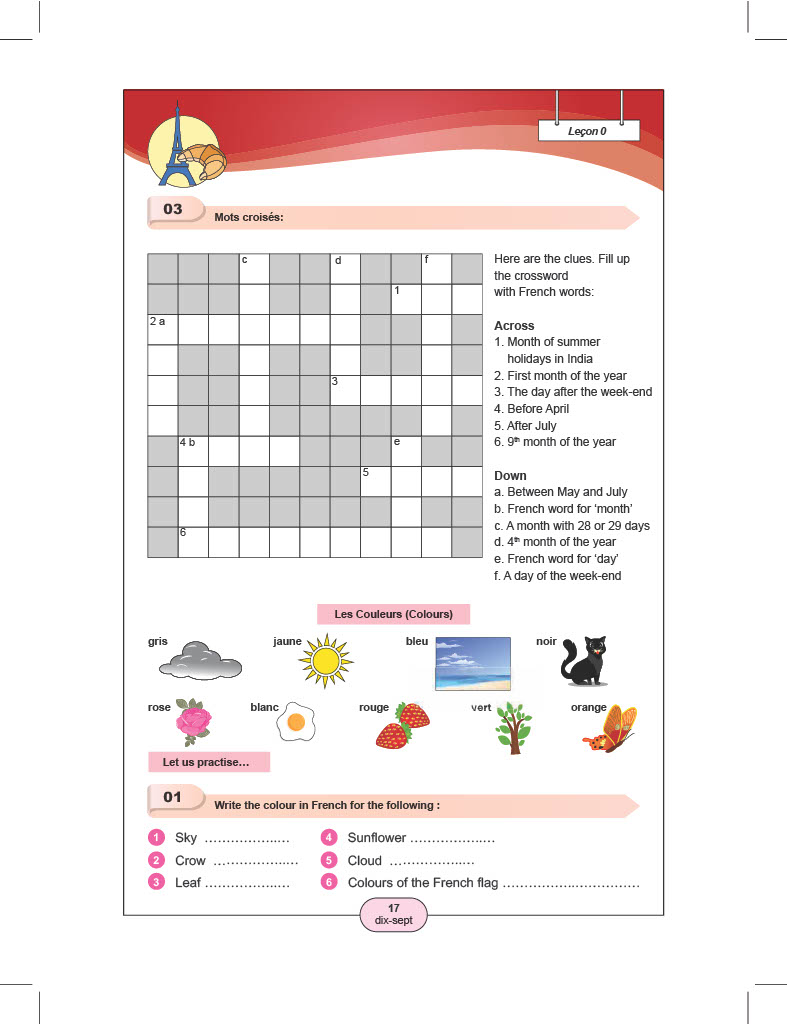 Leçon 0
03
Mots croisés:
c
d
f
1
2 a
3
4 b
e
5
6
Here are the clues. Fill up
the crossword
with French words:
Across
1. Month of summer
holidays in India
2. First month of the year
3. The day after the week-end
4. Before April
5. After July
6. 9th month of the year
Down
a. Between May and July
b. French word for ‘month’
c. A month with 28 or 29 days
d. 4th month of the year
e. French word for ‘day’
f. A day of the week-end
Les Couleurs (Colours)
gris
jaune
bleu
noir
rose
blanc
rouge
vert
orange
Let us practise…
01
Write the colour in French for the following :
1 Sky ……………..…
4 Sunflower ……………..…
2 Crow …..…………..…
5 Cloud …..…………..…
3 Leaf ……………..…
6 Colours of the French flag ……………..…………
17
dix-sept